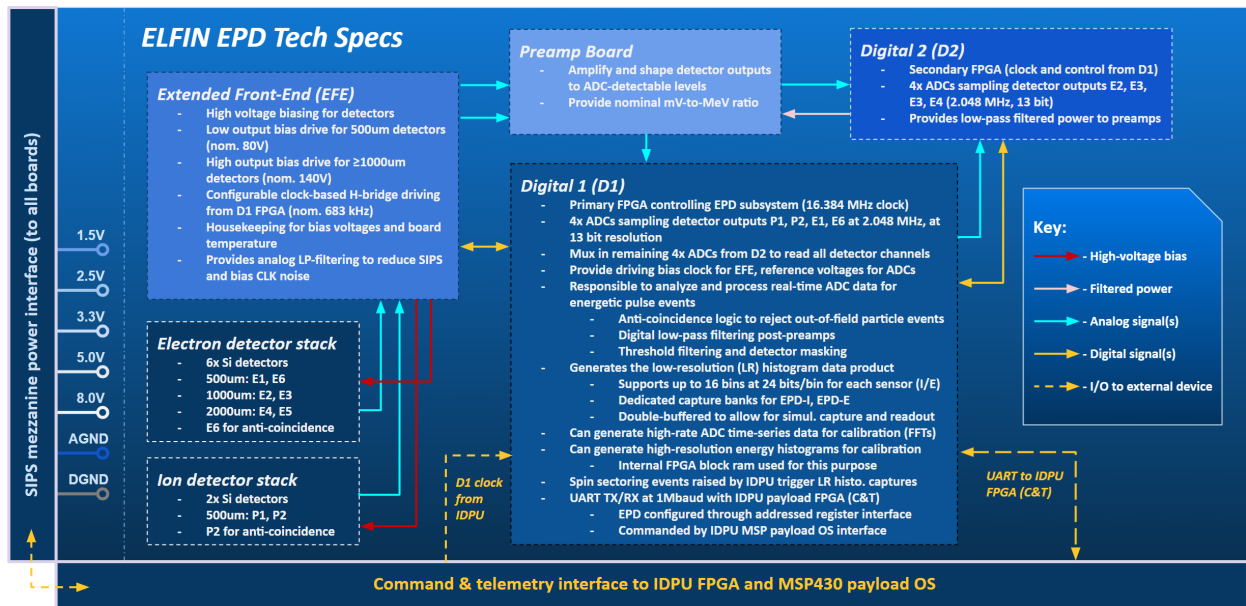 ELFIN EPD Tech Specs
Preamp Board
- Amplify and shape detector outputs
to ADC-detectable levels
- Provide nominal mV-to-MeV ratio
Digital 2 (D2)
- Secondary FPGA (clock and control from D1)
- 4x ADCs sampling detector outputs E2, E3,
E3, E4 (2.048 MHz, 13 bit)
- Provides low-pass filtered power to preamps
Extended Front-End (EFE)
- High voltage biasing for detectors
- Low output bias drive for 500um detectors
(nom. 80V)
- High output bias drive for ≥1000um
detectors (nom. 140V)
- Configurable clock-based H-bridge driving
from D1 FPGA (nom. 683 kHz)
- Housekeeping for bias voltages and board
temperature
- Provides analog LP-filtering to reduce SIPS
and bias CLK noise
Digital 1 (D1)
- Primary FPGA controlling EPD subsystem (16.384 MHz clock)
- 4x ADCs sampling detector outputs P1, P2, E1, E6 at 2.048 MHz, at
13 bit resolution
- Mux in remaining 4x ADCs from D2 to read all detector channels
- Provide driving bias clock for EFE, reference voltages for ADCs
- Responsible to analyze and process real-time ADC data for
energetic pulse events
- Anti-coincidence logic to reject out-of-field particle events
- Digital low-pass filtering post-preamps
- Threshold filtering and detector masking
- Generates the low-resolution (LR) histogram data product
- Supports up to 16 bins at 24 bits/bin for each sensor (I/E)
- Dedicated capture banks for EPD-I, EPD-E
- Double-buffered to allow for simul. capture and readout
- Can generate high-rate ADC time-series data for calibration (FFTs)
- Can generate high-resolution energy histograms for calibration
- Internal FPGA block ram used for this purpose
- Spin sectoring events raised by IDPU trigger LR histo. captures
- UART TX/RX at 1Mbaud with IDPU payload FPGA (C&T)
- EPD configured through addressed register interface
- Commanded by IDPU MSP payload OS interface
Key:
- High-voltage bias
- Filtered power
- Analog signal(s)
- Digital signal(s)
- I/O to external device
SIPS mezzanine power interface (to all boards)
1.5V
2.5V
3.3V
5.0V
8.0V
AGND
DGND
Electron detector stack
- 6x Si detectors
- 500um: E1, E6
- 1000um: E2, E3
- 2000um: E4, E5
- E6 for anti-coincidence
Ion detector stack
- 2x Si detectors
- 500um: P1, P2
- P2 for anti-coincidence
D1 clock
from
IDPU
UART to IDPU
FPGA (C&T)
Command & telemetry interface to IDPU FPGA and MSP430 payload OS